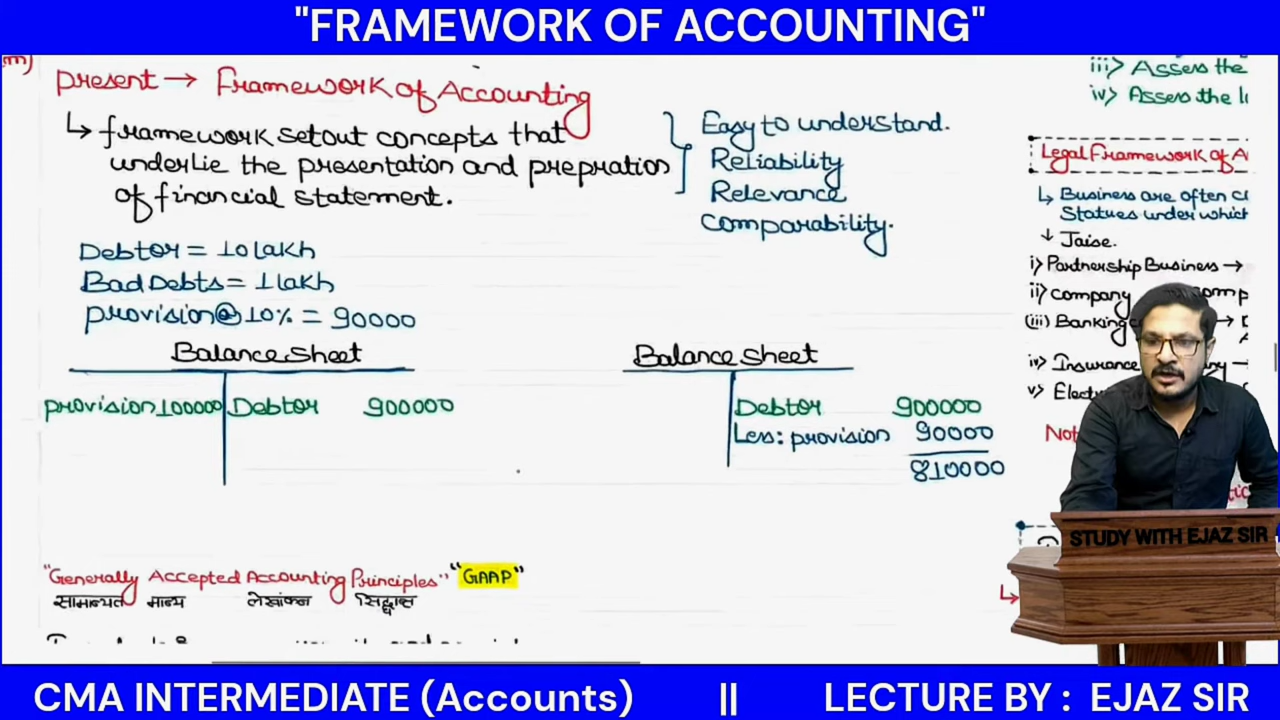 "FRAMEWORK OF ACCOUNTING"
Present → Framework of Accounting
↳ framework setout concepts that
underlie the presentation and prepration
of financial statement.
Easy to understand.
Reliability
Relevance
comparability.
Debtor = 10 lakh
Bad Debts = 1 lakh
provision@ 10% = 90000
Balance sheet
provision 100000 Debtor 900000
Balance sheet
Debtor 900000
Less: provision 90000
810000
"Generally Accepted Accounting Principles" "GAAP"
सामान्यत मान्य लेखांकन सिद्धान्त
iii> Assess the
iv> Assess the
Legal Framework of
↳ Business are often
Statues under which
↓ Jaise.
i) Partnership Business →
ii) company
(iii) Banking
iv) Insurance
v)
STUDY WITH EJAZ SIR
CMA INTERMEDIATE (Accounts) || LECTURE BY : EJAZ SIR